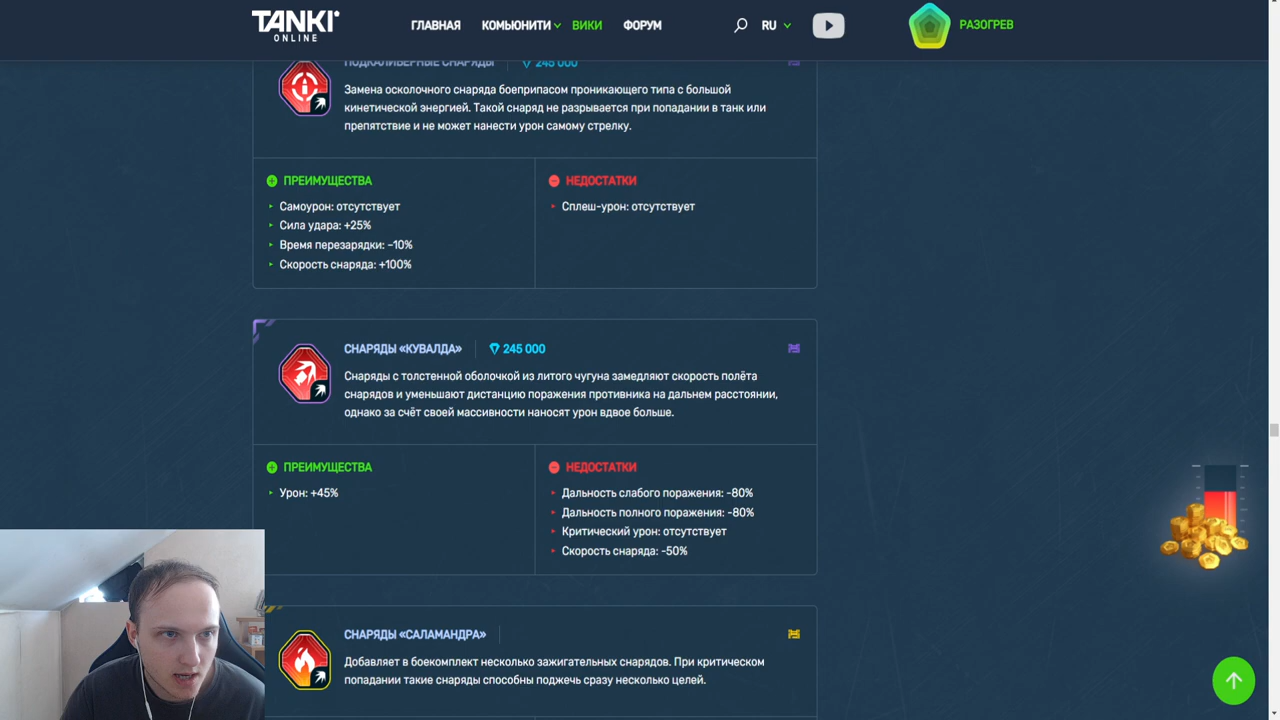 TANKI
ONLINE
ГЛАВНАЯ
КОМЬЮНИТИ
ВИКИ
ФОРУМ
RU
РАЗОГРЕВ
ПОДКАЛИБЕРНЫЕ СНАРЯДЫ
245 000
Замена осколочного снаряда боеприпасом проникающего типа с большой
кинетической энергией. Такой снаряд не разрывается при попадании в танк или
препятствие и не может нанести урон самому стрелку.
ПРЕИМУЩЕСТВА
Самоурон: отсутствует
Сила удара: +25%
Время перезарядки: −10%
Скорость снаряда: +100%
НЕДОСТАТКИ
Сплеш-урон: отсутствует
СНАРЯДЫ «КУВАЛДА»
245 000
Снаряды с толстенной оболочкой из литого чугуна замедляют скорость полёта
снарядов и уменьшают дистанцию поражения противника на дальнем расстоянии,
однако за счёт своей массивности наносят урон вдвое больше.
ПРЕИМУЩЕСТВА
Урон: +45%
НЕДОСТАТКИ
Дальность слабого поражения: -80%
Дальность полного поражения: -80%
Критический урон: отсутствует
Скорость снаряда: -50%
СНАРЯДЫ «САЛАМАНДРА»
Добавляет в боекомплект несколько зажигательных снарядов. При критическом
попадании такие снаряды способны поджечь сразу несколько целей.